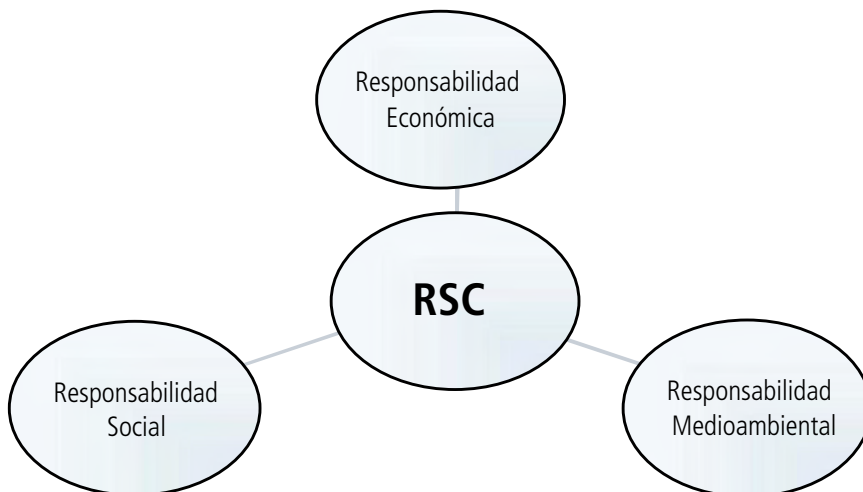 Responsabilidad
Económica
RSC
Responsabilidad
Social
Responsabilidad
Medioambiental